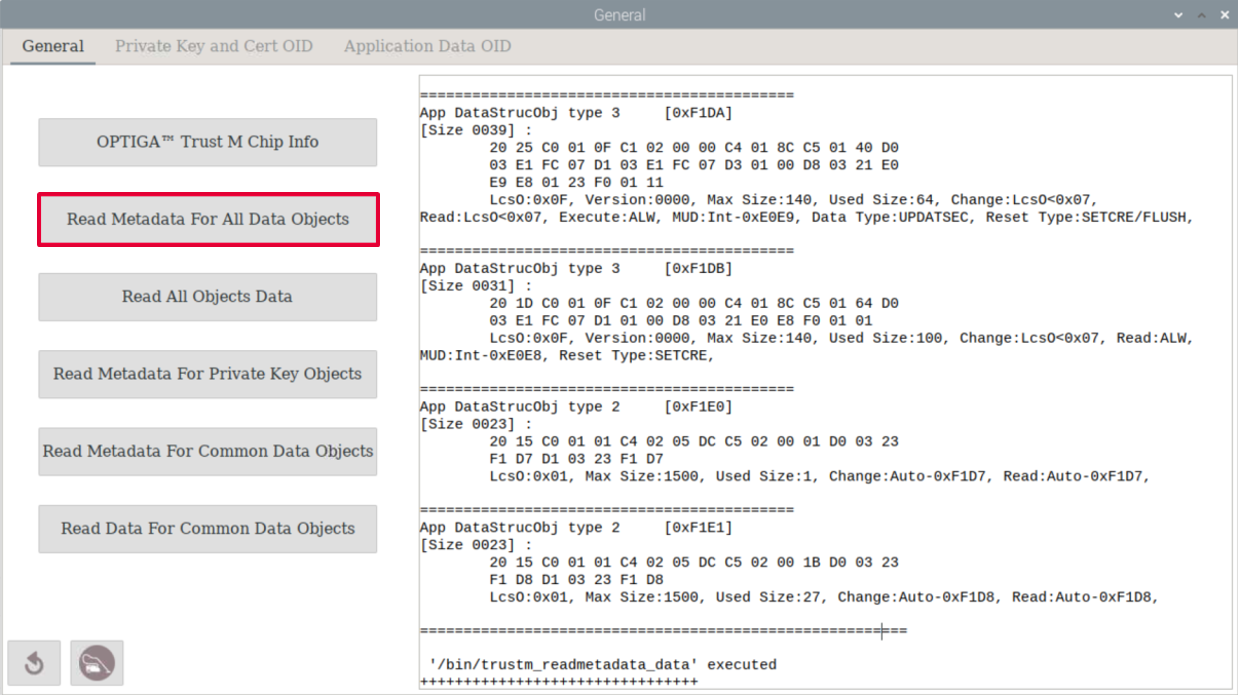 General
General Private Key and Cert OID Application Data OID
OPTIGA™ Trust M Chip Info
Read Metadata For All Data Objects
Read All Objects Data
Read Metadata For Private Key Objects
Read Metadata For Common Data Objects
Read Data For Common Data Objects
===========================================
App DataStrucObj type 3     [0xF1DA]
[Size 0039] :
20 25 C0 01 0F C1 02 00 00 C4 01 8C C5 01 40 D0
03 E1 FC 07 D1 03 E1 FC 07 D3 01 00 D8 03 21 E0
E9 E8 01 23 F0 01 11
LcsO:0x0F, Version:0000, Max Size:140, Used Size:64, Change:LcsO<0x07,
Read:LcsO<0x07, Execute:ALW, MUD:Int-0xE0E9, Data Type:UPDATSEC, Reset Type:SETCRE/FLUSH,
===========================================
App DataStrucObj type 3     [0xF1DB]
[Size 0031] :
20 1D C0 01 0F C1 02 00 00 C4 01 8C C5 01 64 D0
03 E1 FC 07 D1 01 00 D8 03 21 E0 E8 F0 01 01
LcsO:0x0F, Version:0000, Max Size:140, Used Size:100, Change:LcsO<0x07, Read:ALW,
MUD:Int-0xE0E8, Reset Type:SETCRE,
===========================================
App DataStrucObj type 2     [0xF1E0]
[Size 0023] :
20 15 C0 01 01 C4 02 05 DC C5 02 00 01 D0 03 23
F1 D7 D1 03 23 F1 D7
LcsO:0x01, Max Size:1500, Used Size:1, Change:Auto-0xF1D7, Read:Auto-0xF1D7,
===========================================
App DataStrucObj type 2     [0xF1E1]
[Size 0023] :
20 15 C0 01 01 C4 02 05 DC C5 02 00 1B D0 03 23
F1 D8 D1 03 23 F1 D8
LcsO:0x01, Max Size:1500, Used Size:27, Change:Auto-0xF1D8, Read:Auto-0xF1D8,
========================================================
'/bin/trustm_readmetadata_data' executed
++++++++++++++++++++++++++++++++